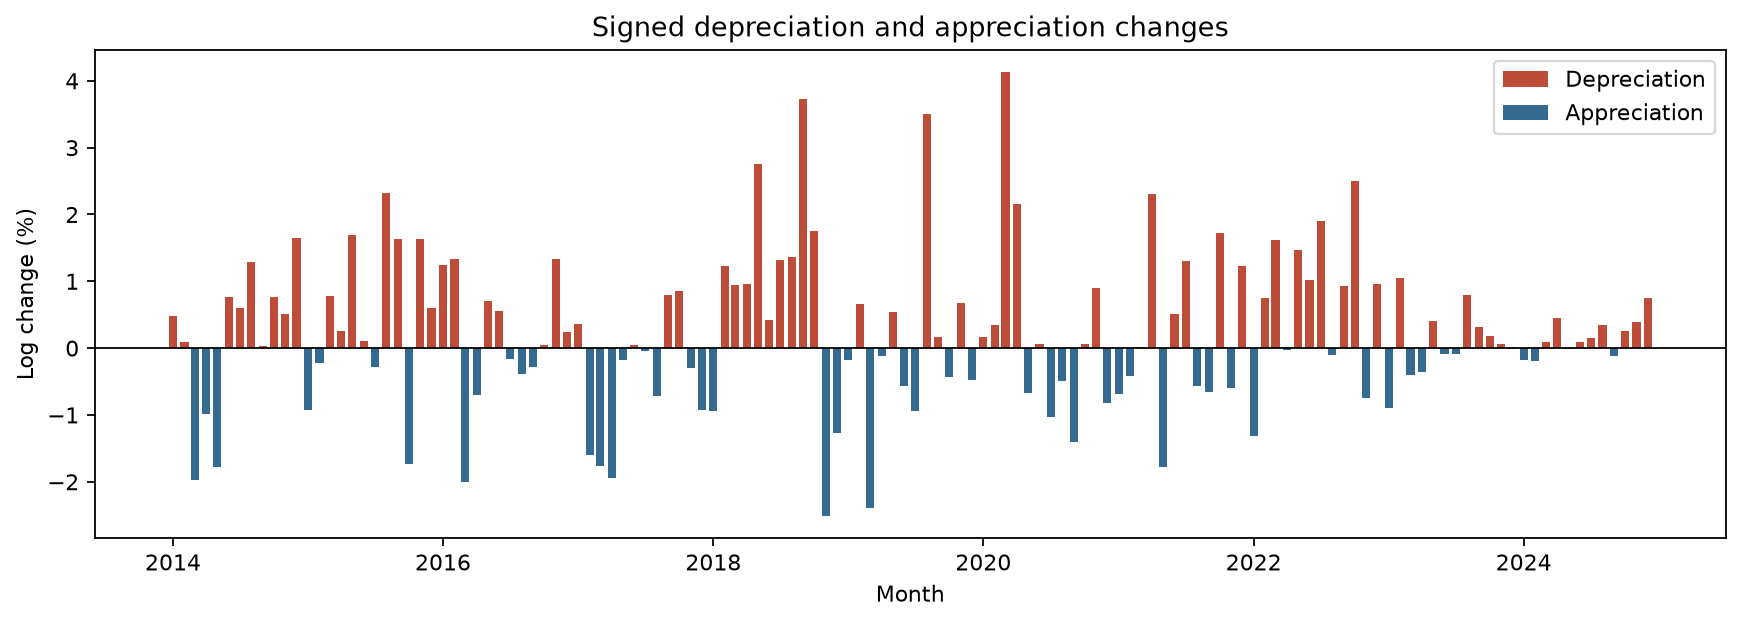 Signed depreciation and appreciation changes
Depreciation
Appreciation
Log change (%)
4
3
2
1
0
−1
−2
2014 2016 2018 2020 2022 2024
Month